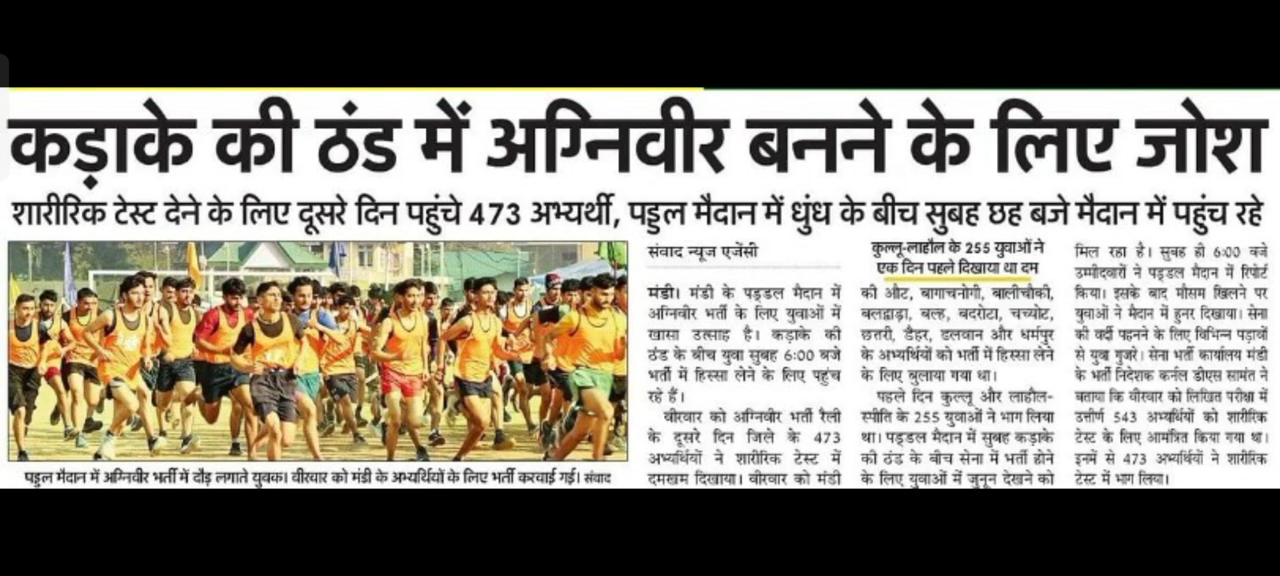 कड़ाके की ठंड में अग्निवीर बनने के लिए जोश
शारीरिक टेस्ट देने के लिए दूसरे दिन पहुंचे 473 अभ्यर्थी, पड्डल मैदान में धुंध के बीच सुबह छह बजे मैदान में पहुंच रहे
पड्डल मैदान में अग्निवीर भर्ती में दौड़ लगाते युवक। वीरवार को मंडी के अभ्यर्थियों के लिए भर्ती करवाई गई। संवाद
संवाद न्यूज एजेंसी
मंडी। मंडी के पड्डल मैदान में
अग्निवीर भर्ती के लिए युवाओं में
खासा उत्साह है। कड़ाके की
ठंड के बीच युवा सुबह 6:00 बजे
भर्ती में हिस्सा लेने के लिए पहुंच
रहे हैं।
वीरवार को अग्निवीर भर्ती रैली
के दूसरे दिन जिले के 473
अभ्यर्थियों ने शारीरिक टेस्ट में
दमखम दिखाया। वीरवार को मंडी
कुल्लू-लाहौल के 255 युवाओं ने
एक दिन पहले दिखाया था दम
की औट, बागाचनोगी, बालीचौकी,
बलद्वाड़ा, बल्ह, बदरोटा, चच्योट,
छत्तरी, डैहर, दलवान और धर्मपुर
के अभ्यर्थियों को भर्ती में हिस्सा लेने
के लिए बुलाया गया था।
पहले दिन कुल्लू और लाहौल-
स्पीति के 255 युवाओं ने भाग लिया
था। पड्डल मैदान में सुबह कड़ाके
की ठंड के बीच सेना में भर्ती होने
के लिए युवाओं में जुनून देखने को
मिल रहा है। सुबह ही 6:00 बजे
उम्मीदवारों ने पड्डल मैदान में रिपोर्ट
किया। इसके बाद मौसम खिलने पर
युवाओं ने मैदान में हुनर दिखाया। सेना
की वर्दी पहनने के लिए विभिन्न पड़ावों
से युवा गुजरे। सेना भर्ती कार्यालय मंडी
के भर्ती निदेशक कर्नल डीएस सामंत ने
बताया कि वीरवार को लिखित परीक्षा में
उत्तीर्ण 543 अभ्यर्थियों को शारीरिक
टेस्ट के लिए आमंत्रित किया गया था।
इनमें से 473 अभ्यर्थियों ने शारीरिक
टेस्ट में भाग लिया।